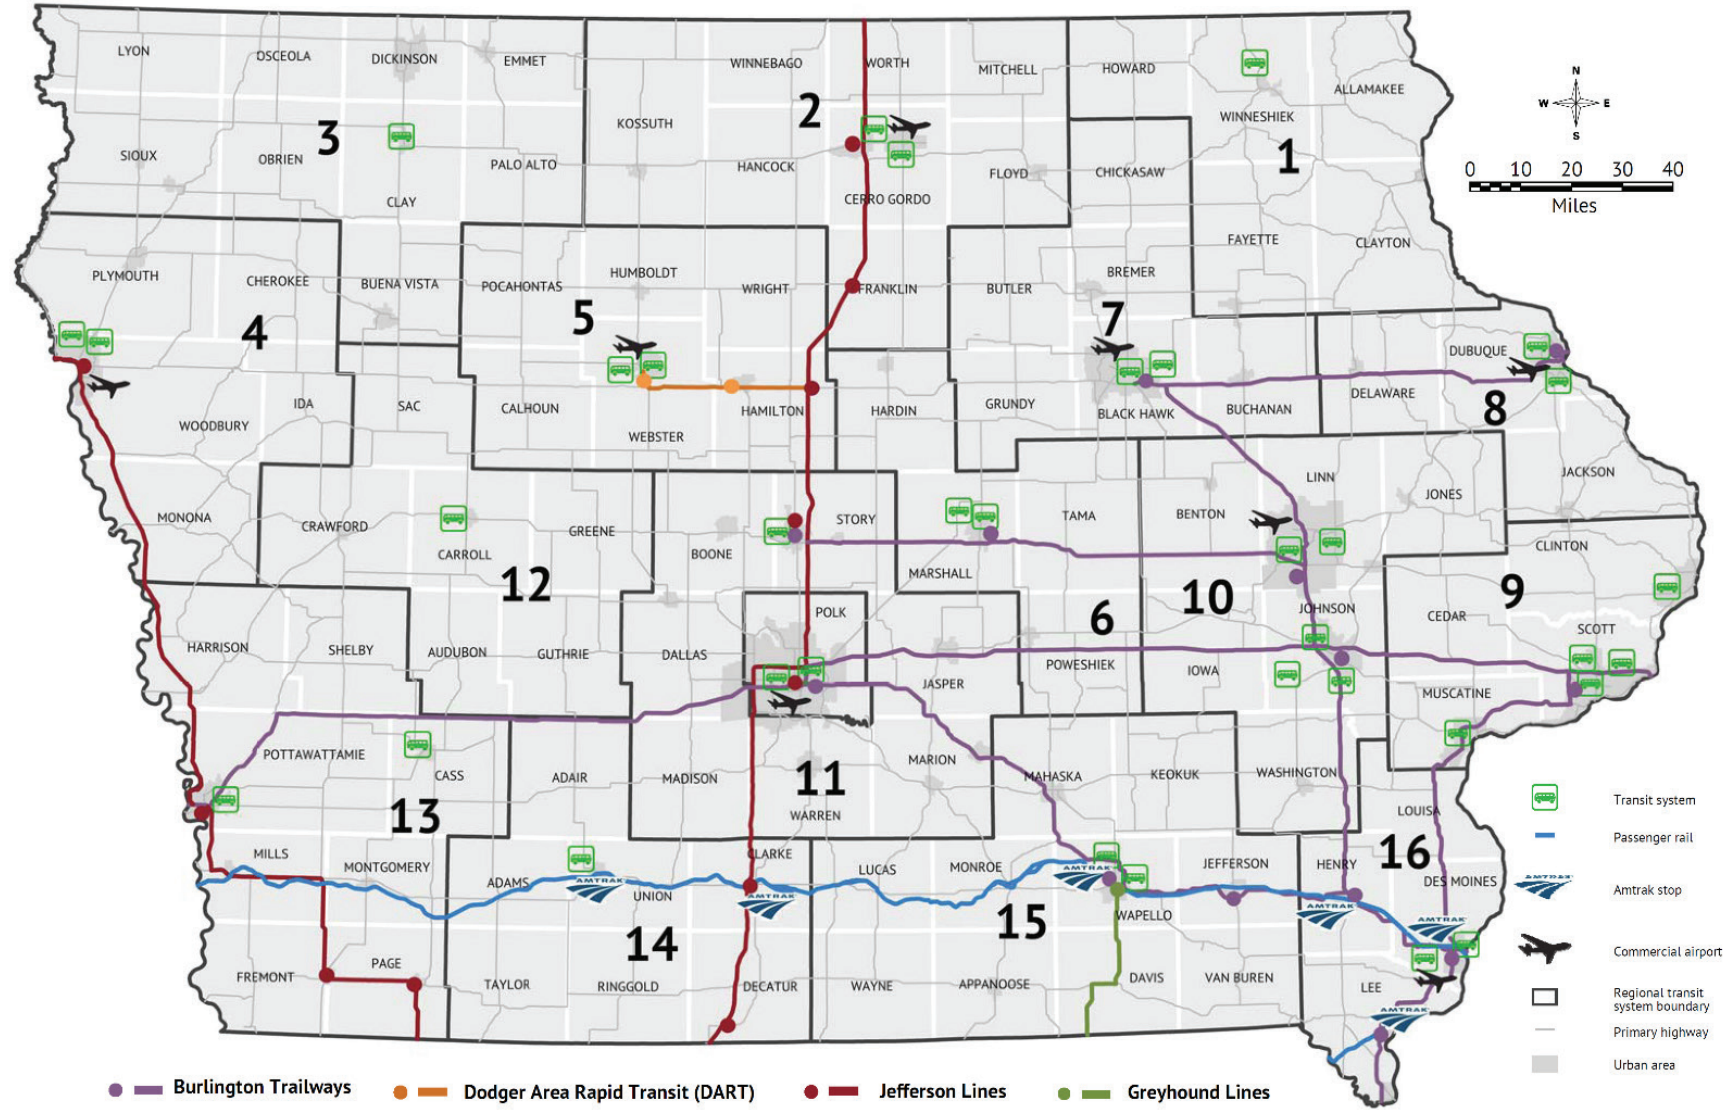 LYON
OSCEOLA
DICKINSON
EMMET
WINNEBAGO
WORTH
MITCHELL
HOWARD
ALLAMAKEE
N
W E
S
KOSSUTH
2
WINNESHIEK
3
SIOUX
OBRIEN
PALO ALTO
HANCOCK
FLOYD
CHICKASAW
1
0 10 20 30 40
Miles
CLAY
CERRO GORDO
FAYETTE
CLAYTON
PLYMOUTH
CHEROKEE
BUENA VISTA
POCAHONTAS
HUMBOLDT
WRIGHT
FRANKLIN
BUTLER
BREMER
4
5
7
DUBUQUE
IDA
SAC
CALHOUN
HAMILTON
HARDIN
GRUNDY
BLACK HAWK
BUCHANAN
DELAWARE
8
WOODBURY
WEBSTER
LINN
JACKSON
JONES
MONONA
CRAWFORD
GREENE
STORY
TAMA
BENTON
CARROLL
BOONE
CLINTON
12
MARSHALL
10
9
HARRISON
SHELBY
AUDUBON
GUTHRIE
DALLAS
POLK
6
JOHNSON
CEDAR
SCOTT
JASPER
POWESHIEK
IOWA
MUSCATINE
POTTAWATTAMIE
CASS
ADAIR
MADISON
11
MARION
MAHASKA
KEOKUK
WASHINGTON
13
WARREN
LOUISA
Transit system
Passenger rail
MILLS
MONTGOMERY
ADAMS
AMTRAK
UNION
CLARKE
AMTRAK
LUCAS
MONROE
AMTRAK
JEFFERSON
HENRY
16
DES MOINES
AMTRAK
Amtrak stop
14
15
WAPELLO
AMTRAK
AMTRAK
Commercial airport
FREMONT
PAGE
TAYLOR
RINGGOLD
DECATUR
WAYNE
APPANOOSE
DAVIS
VAN BUREN
LEE
AMTRAK
Regional transit
system boundary
Primary highway
Urban area
Burlington Trailways
Dodger Area Rapid Transit (DART)
Jefferson Lines
Greyhound Lines